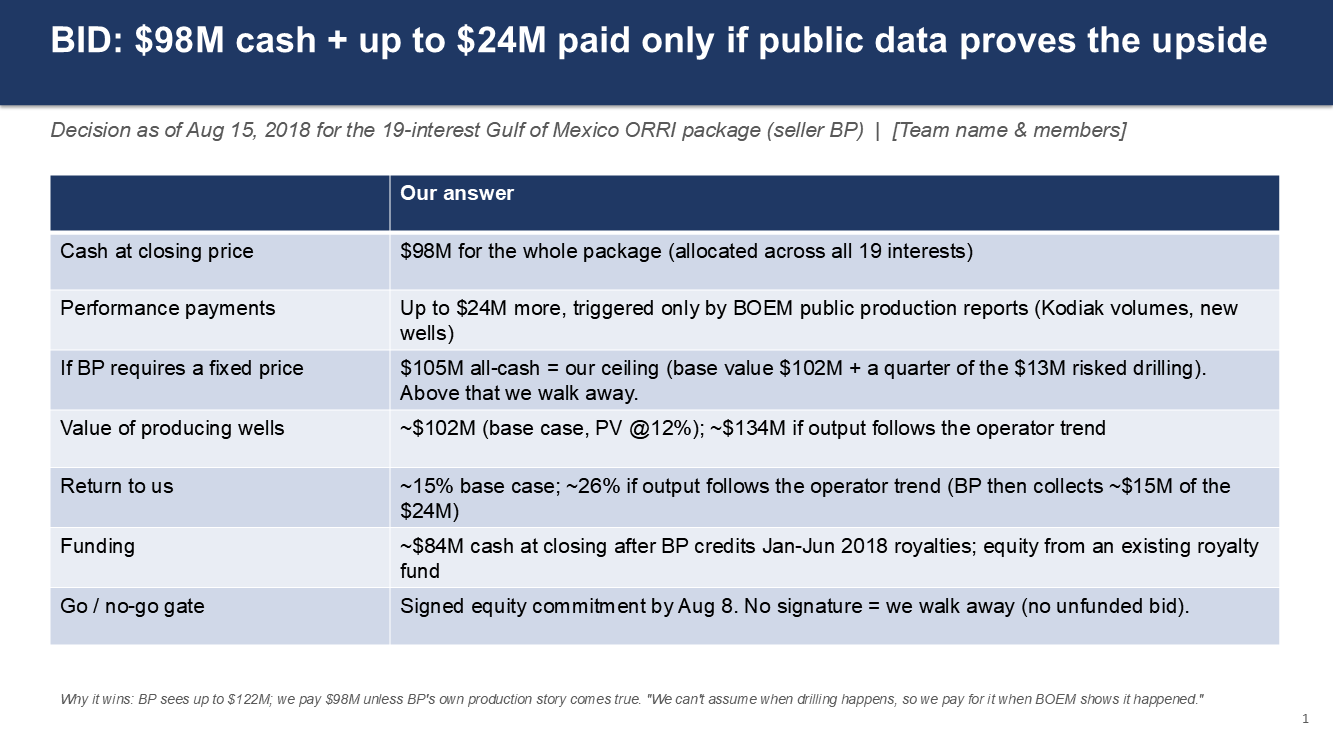 BID: $98M cash + up to $24M paid only if public data proves the upside
Decision as of Aug 15, 2018 for the 19-interest Gulf of Mexico ORRI package (seller BP) | [Team name & members]
Our answer
Cash at closing price
$98M for the whole package (allocated across all 19 interests)
Performance payments
Up to $24M more, triggered only by BOEM public production reports (Kodiak volumes, new
wells)
If BP requires a fixed price
$105M all-cash = our ceiling (base value $102M + a quarter of the $13M risked drilling).
Above that we walk away.
Value of producing wells
~$102M (base case, PV @12%); ~$134M if output follows the operator trend
Return to us
~15% base case; ~26% if output follows the operator trend (BP then collects ~$15M of the
$24M)
Funding
~$84M cash at closing after BP credits Jan-Jun 2018 royalties; equity from an existing royalty
fund
Go / no-go gate
Signed equity commitment by Aug 8. No signature = we walk away (no unfunded bid).
Why it wins: BP sees up to $122M; we pay $98M unless BP's own production story comes true. "We can't assume when drilling happens, so we pay for it when BOEM shows it happened."
1